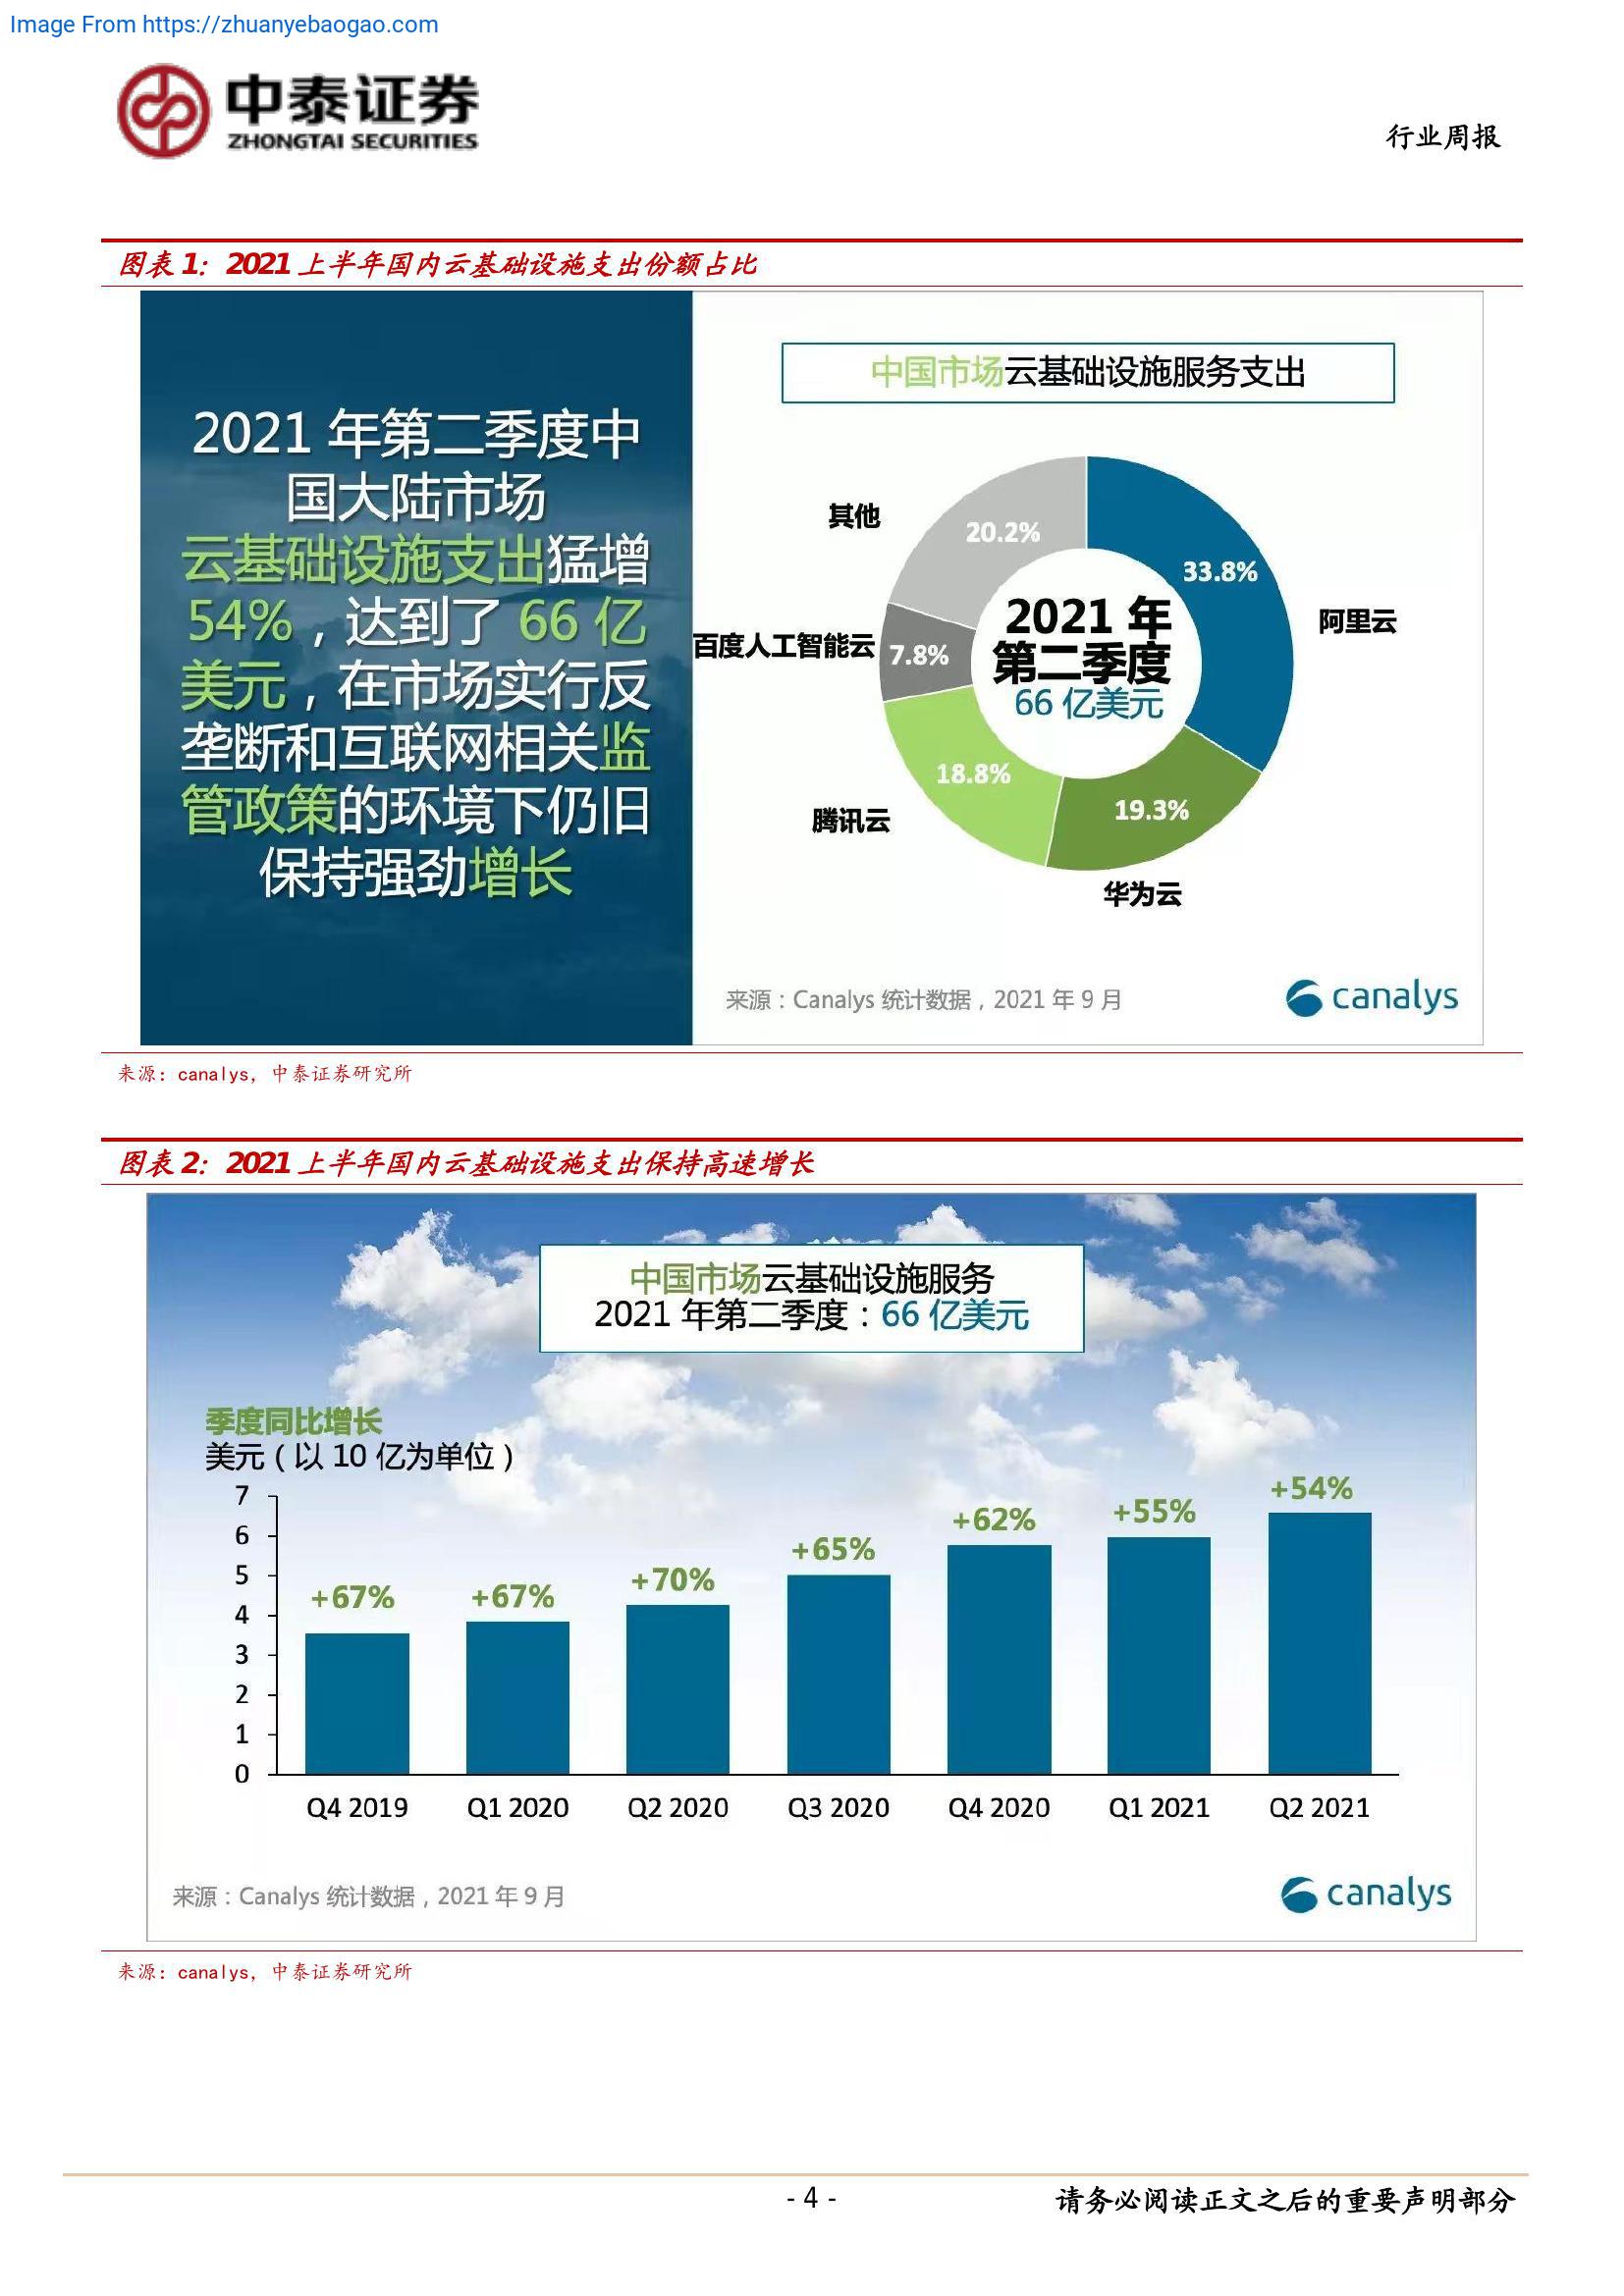 Image From https://zhuanyebaogao.com
中泰证券
ZHONGTAI SECURITIES
行业周报
图表 1：2021 上半年国内云基础设施支出份额占比
2021 年第二季度中
国大陆市场
云基础设施支出猛增
54%，达到了 66 亿
美元，在市场实行反
垄断和互联网相关监
管政策的环境下仍旧
保持强劲增长
中国市场云基础设施服务支出
其他
20.2%
33.8%
阿里云
百度人工智能云
7.8%
2021 年
第二季度
66 亿美元
18.8%
腾讯云
19.3%
华为云
来源：Canalys 统计数据，2021 年 9 月
canalys
来源：canalys，中泰证券研究所
图表 2：2021 上半年国内云基础设施支出保持高速增长
中国市场云基础设施服务
2021 年第二季度：66 亿美元
季度同比增长
美元（以 10 亿为单位）
7
6
5
4
3
2
1
0
+67%
+67%
+70%
+65%
+62%
+55%
+54%
Q4 2019
Q1 2020
Q2 2020
Q3 2020
Q4 2020
Q1 2021
Q2 2021
来源：Canalys 统计数据，2021 年 9 月
canalys
来源：canalys，中泰证券研究所
- 4 -
请务必阅读正文之后的重要声明部分